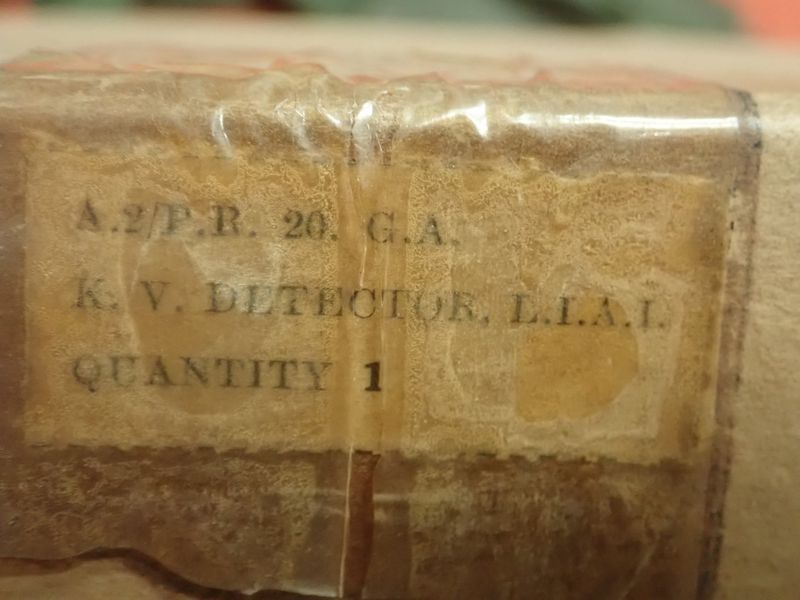 A.2/P.R. 20. G.A.
K. V. DETECTOR, L.I.A.I.
QUANTITY 1